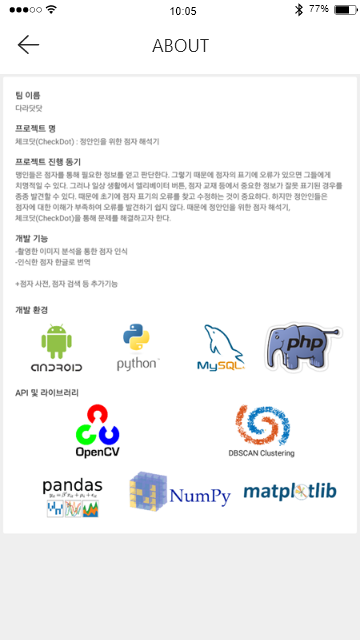 10:05
77%
ABOUT
팀 이름
다라닷닷
프로젝트 명
체크닷(CheckDot) : 정안인을 위한 점자 해석기
프로젝트 진행 동기
맹인들은 점자를 통해 필요한 정보를 얻고 판단한다. 그렇기 때문에 점자의 표기에 오류가 있으면 그들에게
치명적일 수 있다. 그러나 일상 생활에서 엘리베이터 버튼, 점자 교재 등에서 중요한 정보가 잘못 표기된 경우를
종종 발견할 수 있다. 때문에 초기에 점자 표기의 오류를 찾고 수정하는 것이 중요하다. 하지만 정안인들은
점자에 대한 이해가 부족하여 오류를 발견하기 쉽지 않다. 때문에 정안인을 위한 점자 해석기,
체크닷(CheckDot)을 통해 문제를 해결하고자 한다.
개발 기능
-촬영한 이미지 분석을 통한 점자 인식
-인식한 점자 한글로 번역
+점자 사전, 점자 검색 등 추가기능
개발 환경
ANDROID
python
MySQL
php
API 및 라이브러리
OpenCV
DBSCAN Clustering
pandas
NumPy
matplotlib